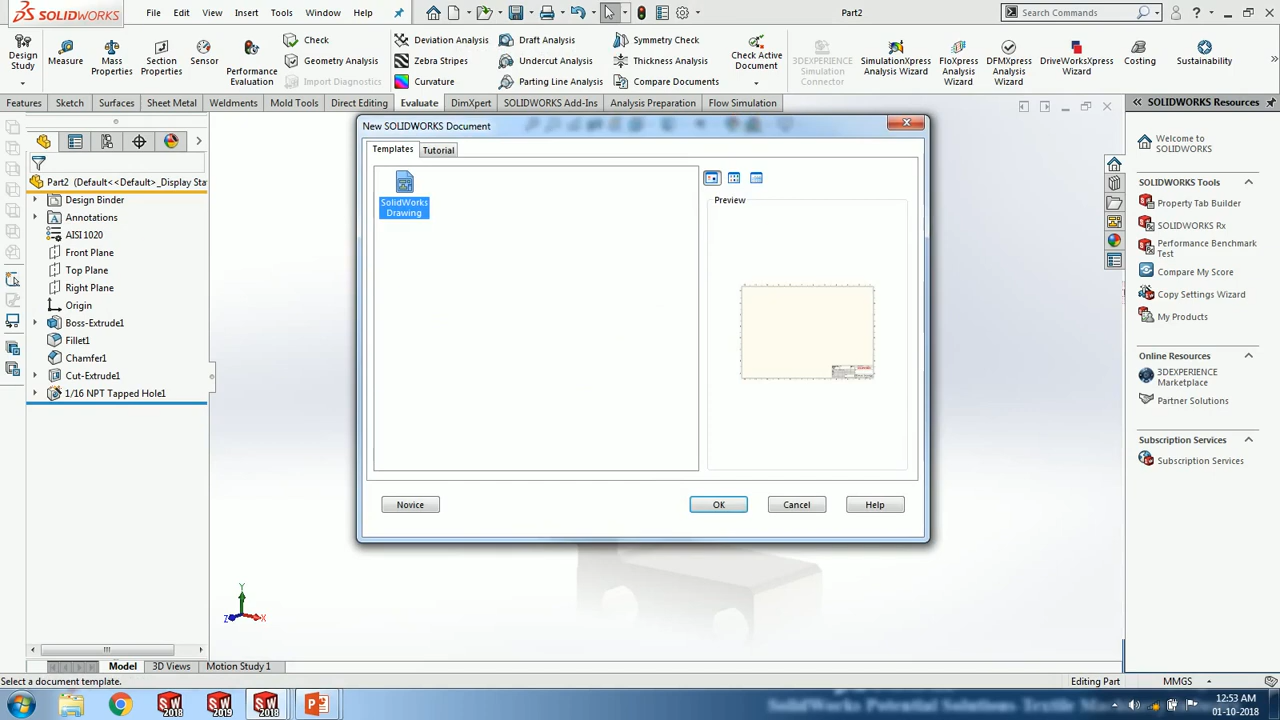 SOLIDWORKS File Edit View Insert Tools Window Help Part2 Search Commands ?
Design Study Measure Mass Properties Section Properties Sensor Performance Evaluation
Check
Geometry Analysis
Import Diagnostics
Deviation Analysis
Zebra Stripes
Curvature
Draft Analysis
Undercut Analysis
Parting Line Analysis
Symmetry Check
Thickness Analysis
Compare Documents
Check Active Document
3DEXPERIENCE Simulation Connector
SimulationXpress Analysis Wizard
FloXpress Analysis Wizard
DFMXpress Analysis Wizard
DriveWorksXpress Wizard
Costing
Sustainability
Features Sketch Surfaces Sheet Metal Weldments Mold Tools Direct Editing Evaluate DimXpert SOLIDWORKS Add-Ins Analysis Preparation Flow Simulation
Part2 (Default<<Default>_Display Sta
Design Binder
Annotations
AISI 1020
Front Plane
Top Plane
Right Plane
Origin
Boss-Extrude1
Fillet1
Chamfer1
Cut-Extrude1
1/16 NPT Tapped Hole1
New SOLIDWORKS Document
Templates Tutorial
SolidWorks
Drawing
Preview
Novice OK Cancel Help
SOLIDWORKS Resources
Welcome to
SOLIDWORKS
SOLIDWORKS Tools
Property Tab Builder
SOLIDWORKS Rx
Performance Benchmark
Test
Compare My Score
Copy Settings Wizard
My Products
Online Resources
3DEXPERIENCE
Marketplace
Partner Solutions
Subscription Services
Subscription Services
Y
Z X
Model 3D Views Motion Study 1
Select a document template. Editing Part MMGS
2018 2019 2018
12:53 AM
01-10-2018